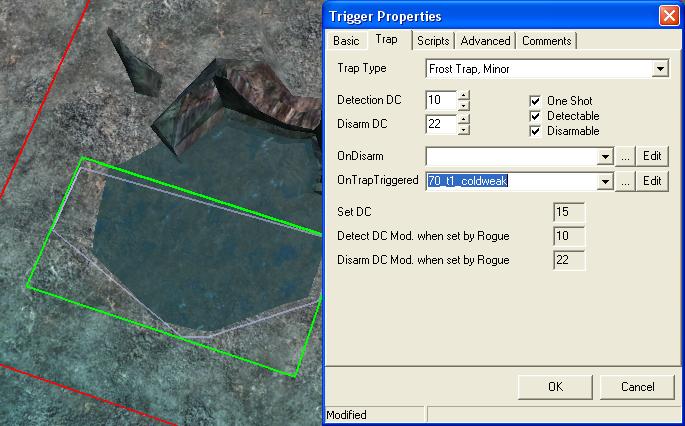 Trigger Properties
Basic Trap Scripts Advanced Comments
Trap Type Frost Trap, Minor
Detection DC 10 One Shot
Detectable
Disarm DC 22
Disarmable
OnDisarm ... Edit
OnTrapTriggered 70_t1_coldweak ... Edit
Set DC 15
Detect DC Mod. when set by Rogue 10
Disarm DC Mod. when set by Rogue 22
OK Cancel
Modified